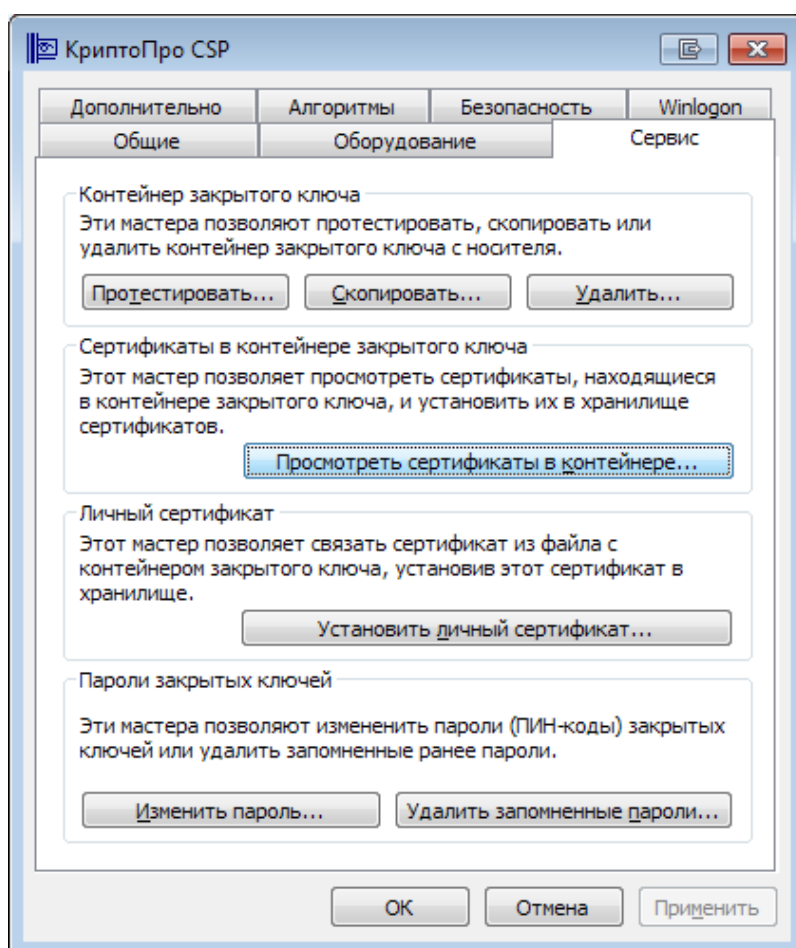 КриптоПро CSP
Дополнительно Алгоритмы Безопасность Winlogon
Общие Оборудование Сервис
Контейнер закрытого ключа
Эти мастера позволяют протестировать, скопировать или
удалить контейнер закрытого ключа с носителя.
Протестировать... Скопировать... Удалить...
Сертификаты в контейнере закрытого ключа
Этот мастер позволяет просмотреть сертификаты, находящиеся
в контейнере закрытого ключа, и установить их в хранилище
сертификатов.
Просмотреть сертификаты в контейнере...
Личный сертификат
Этот мастер позволяет связать сертификат из файла с
контейнером закрытого ключа, установив этот сертификат в
хранилище.
Установить личный сертификат...
Пароли закрытых ключей
Эти мастера позволяют измененить пароли (ПИН-коды) закрытых
ключей или удалить запомненные ранее пароли.
Изменить пароль... Удалить запомненные пароли...
ОК Отмена Применить